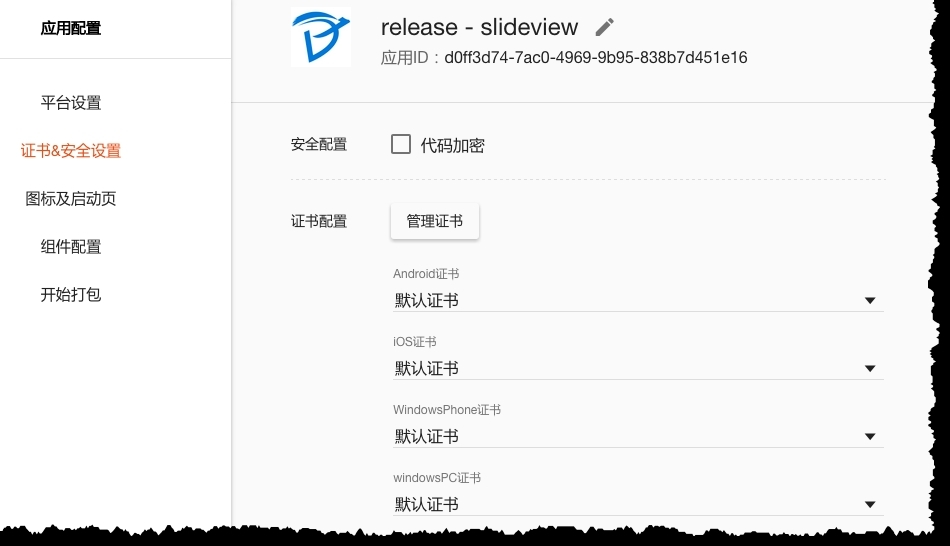 应用配置
平台设置
证书&安全设置
图标及启动页
组件配置
开始打包
release - slideview
应用ID：d0ff3d74-7ac0-4969-9b95-838b7d451e16
安全配置
代码加密
证书配置
管理证书
Android证书
默认证书
iOS证书
默认证书
WindowsPhone证书
默认证书
windowsPC证书
默认证书